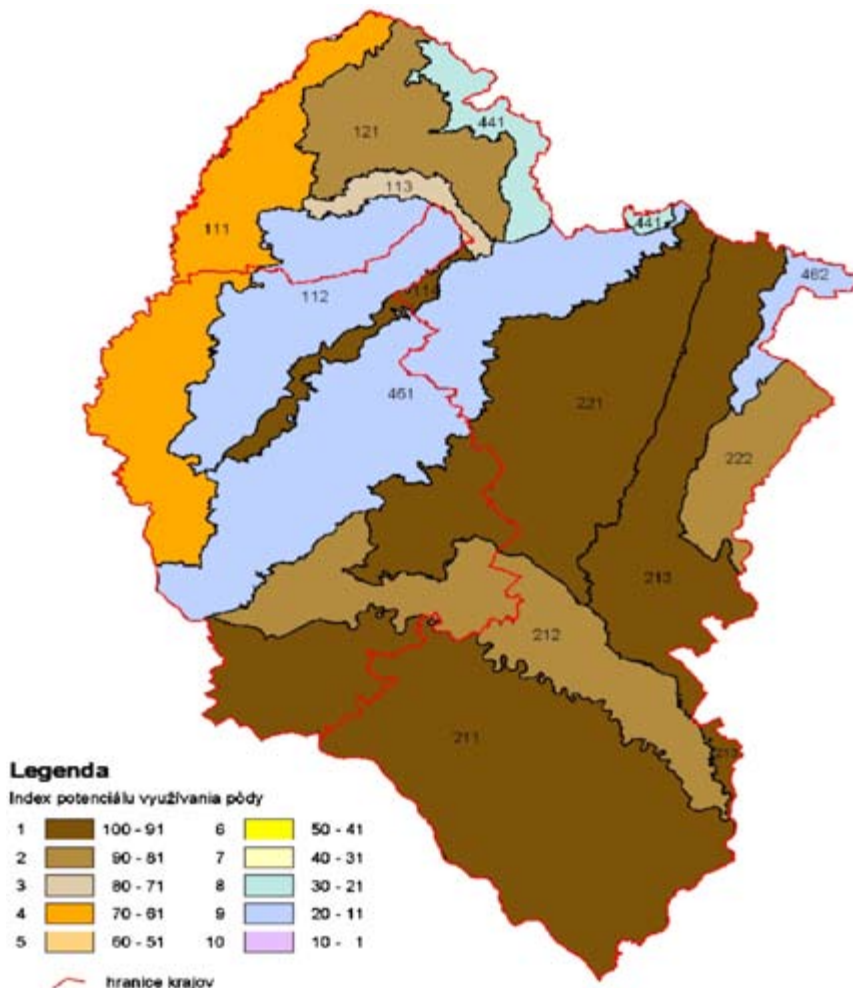 441
121
113
441
111
462
112
114
461
221
222
213
212
211
213
Legenda
Index potenciálu využívania pôdy
1 100 - 91 6 50 - 41
2 90 - 81 7 40 - 31
3 80 - 71 8 30 - 21
4 70 - 61 9 20 - 11
5 60 - 51 10 10 - 1
hranice krajov